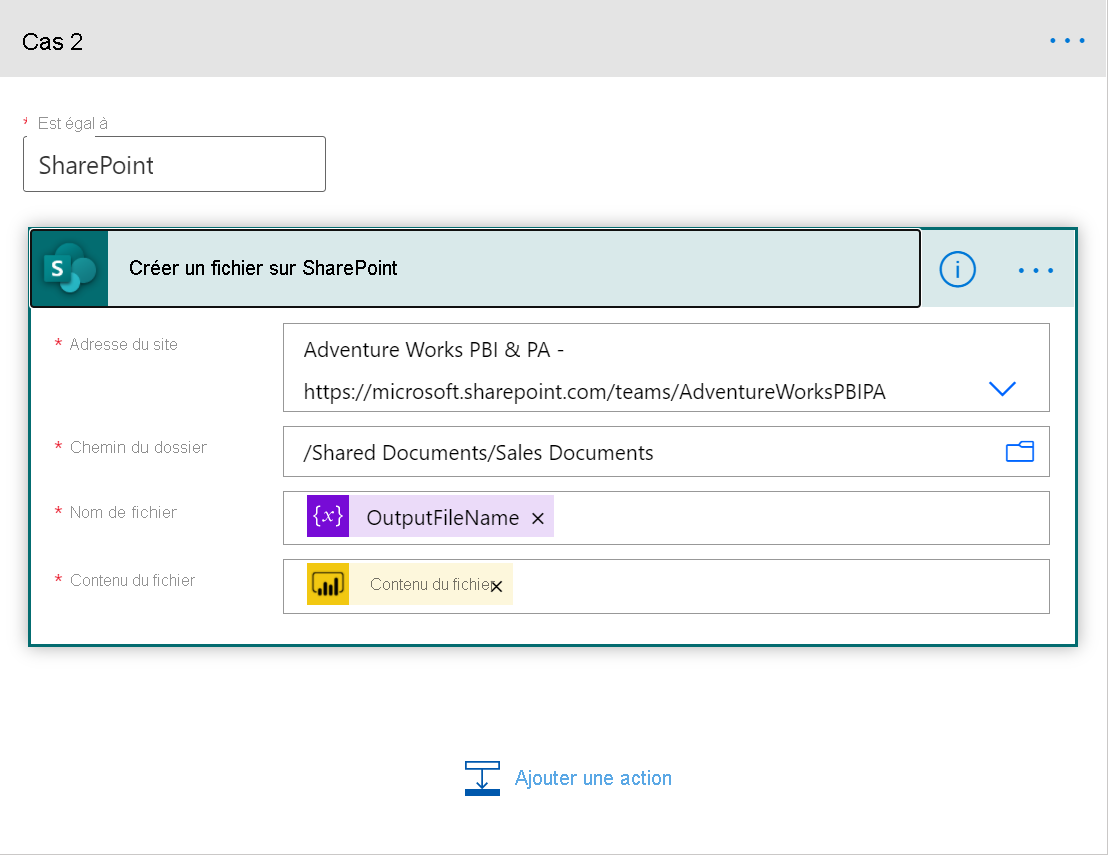 Cas 2
* Est égal à
SharePoint
S
Créer un fichier sur SharePoint
i
* Adresse du site
Adventure Works PBI & PA -
https://microsoft.sharepoint.com/teams/AdventureWorksPBIPA
* Chemin du dossier
/Shared Documents/Sales Documents
* Nom de fichier
{x} OutputFileName ×
* Contenu du fichier
Contenu du fichier ×
Ajouter une action